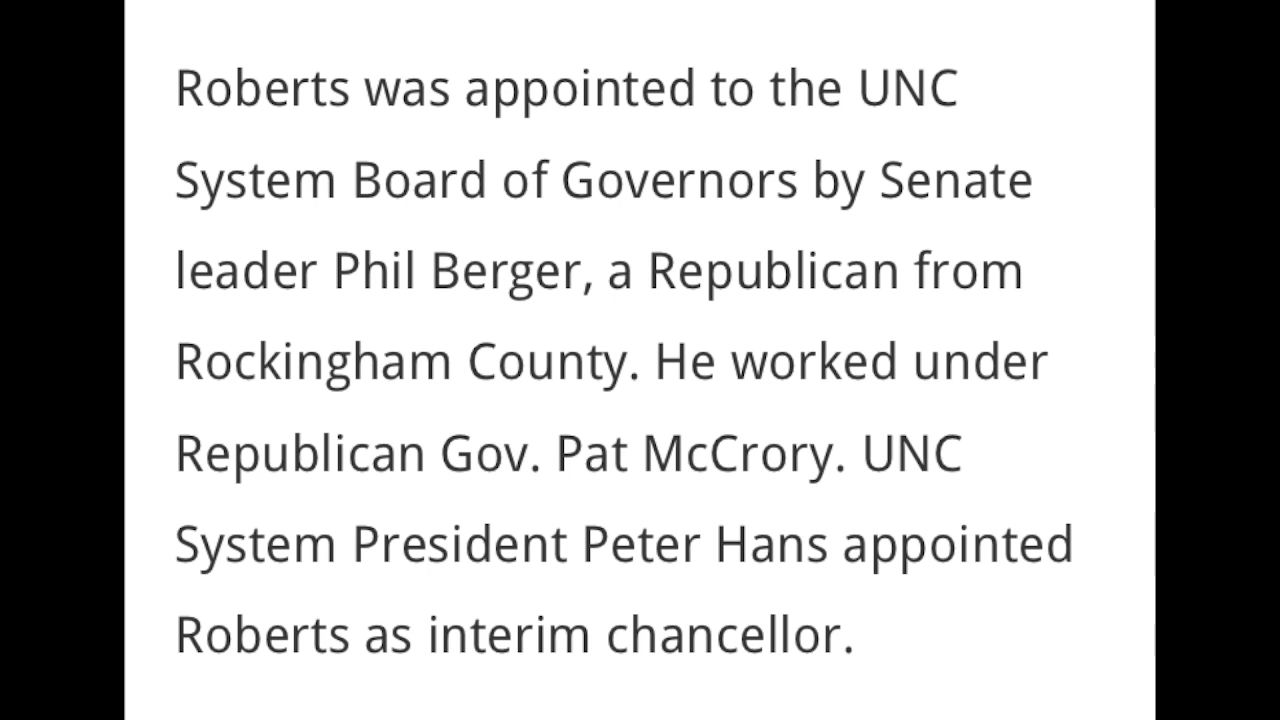 Roberts was appointed to the UNC
System Board of Governors by Senate
leader Phil Berger, a Republican from
Rockingham County. He worked under
Republican Gov. Pat McCrory. UNC
System President Peter Hans appointed
Roberts as interim chancellor.